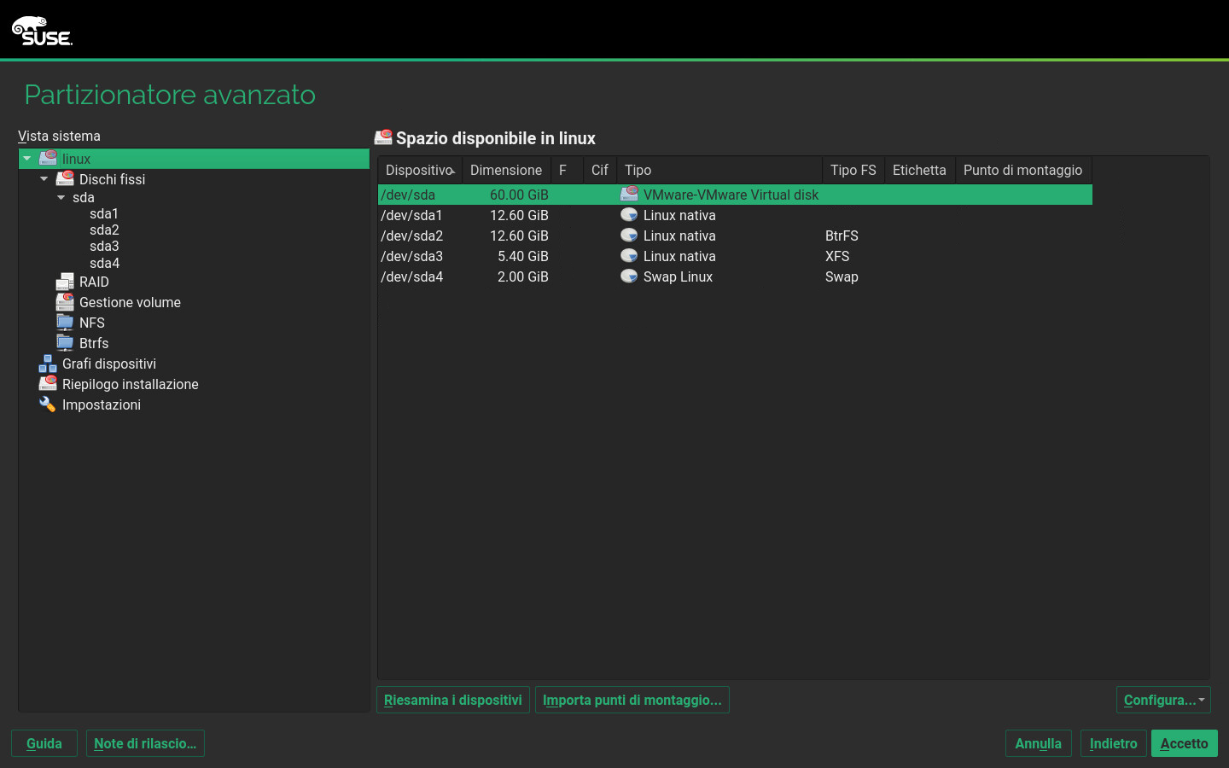 SUSE.
Partizionatore avanzato
Vista sistema
linux
Dischi fissi
sda
sda1
sda2
sda3
sda4
RAID
Gestione volume
NFS
Btrfs
Grafi dispositivi
Riepilogo installazione
Impostazioni
Spazio disponibile in linux
Dispositivo Dimensione F Cif Tipo Tipo FS Etichetta Punto di montaggio
/dev/sda 60.00 GiB VMware-VMware Virtual disk
/dev/sda1 12.60 GiB Linux nativa
/dev/sda2 12.60 GiB Linux nativa BtrFS
/dev/sda3 5.40 GiB Linux nativa XFS
/dev/sda4 2.00 GiB Swap Linux Swap
Riesamina i dispositivi Importa punti di montaggio... Configura...
Guida Note di rilascio... Annulla Indietro Accetto